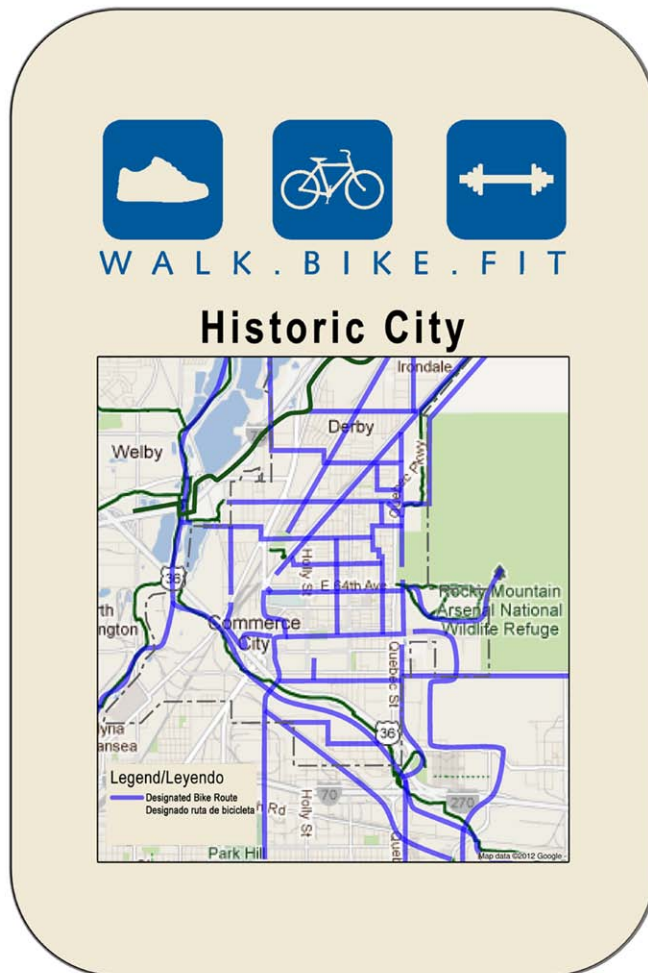 WALK.BIKE.FIT
Historic City
Irondale
Derby
Welby
Quebec Pkwy
Holly St
36
E 64th Ave
Rocky Mountain
Arsenal National
Wildlife Refuge
Commerce
City
Quebec St
36
Legend/Leyendo
Designated Bike Route
Designado ruta de bicicleta
70
Holly St
270
Park Hill
Map data ©2012 Google -